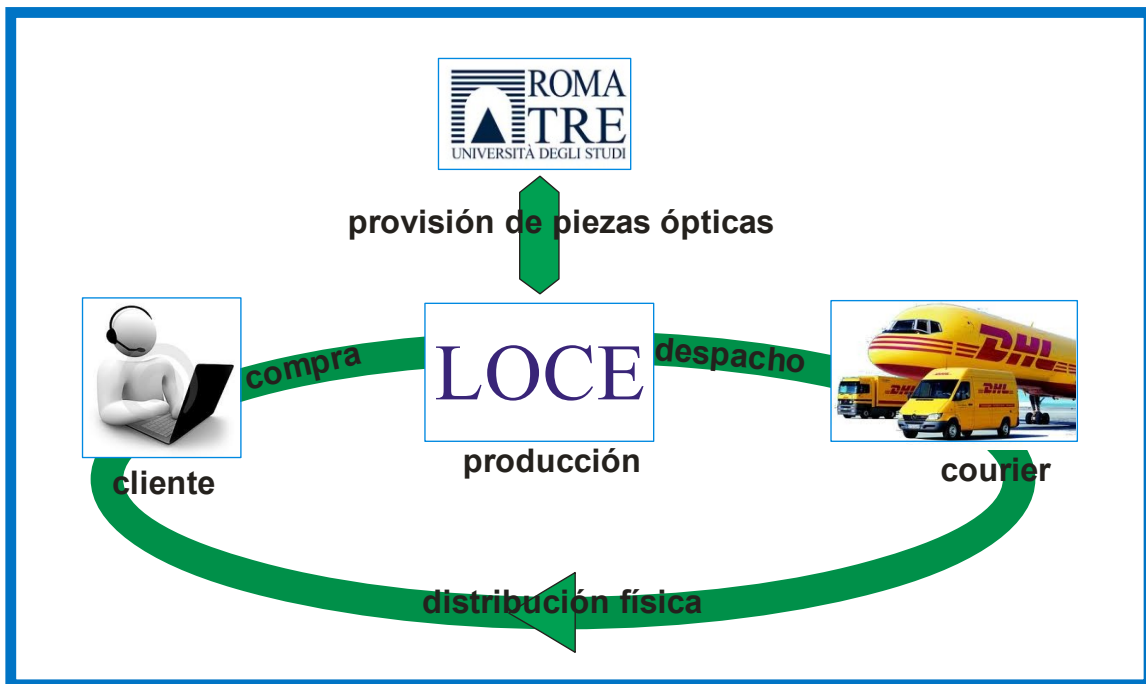 ROMA
TRE
UNIVERSITÀ DEGLI STUDI
provisión de piezas ópticas
compra
LOCE
despacho
DHL
DHL
DHL
cliente
producción
courier
distribución física